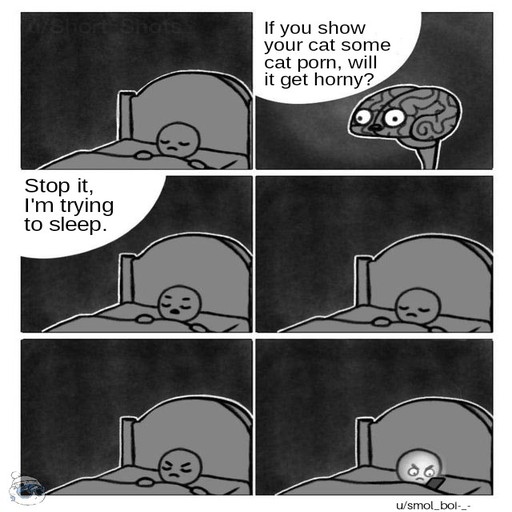 If you show
your cat some
cat porn, will
it get horny?
Stop it,
I'm trying
to sleep.
u/smol_boi-_-